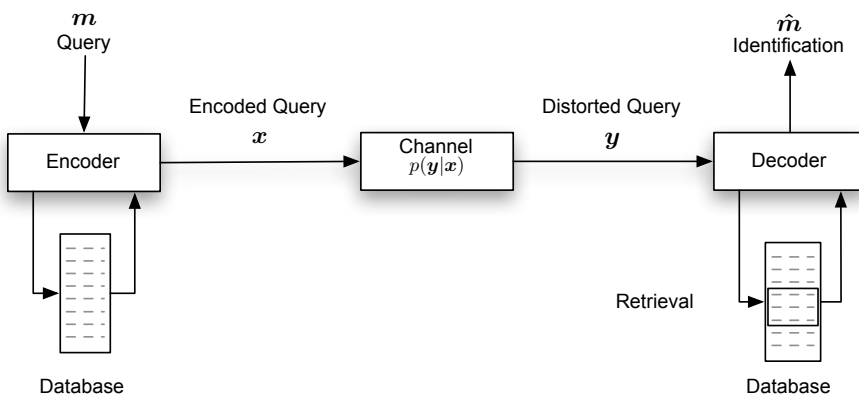 m
Query
m̂
Identification
Encoded Query
x
Distorted Query
y
Encoder
Channel
p(y|x)
Decoder
Retrieval
Database
Database